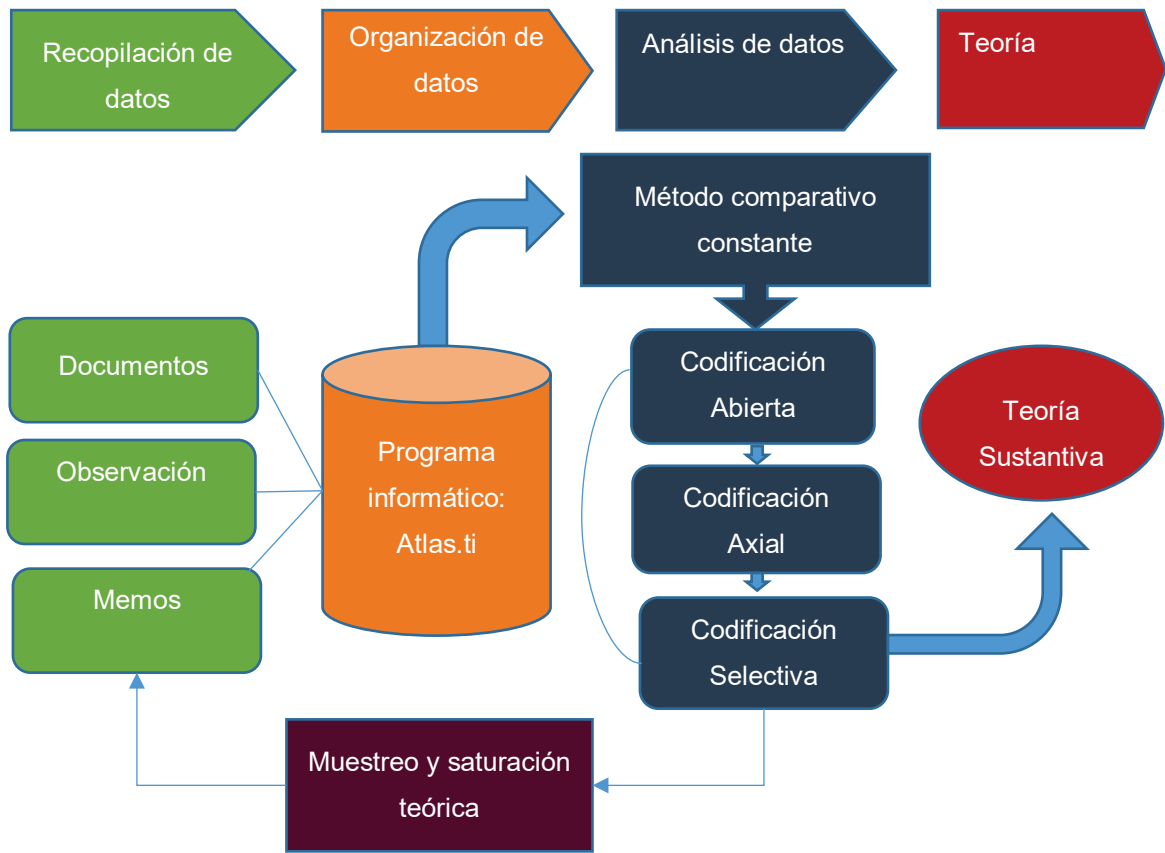 Recopilación de
datos
Organización de
datos
Análisis de datos
Teoría
Método comparativo
constante
Documentos
Observación
Memos
Programa
informático:
Atlas.ti
Codificación
Abierta
Codificación
Axial
Codificación
Selectiva
Teoría
Sustantiva
Muestreo y saturación
teórica